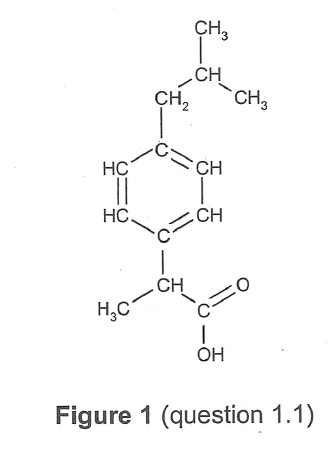 CH3
CH
CH2 CH3
C
HC CH
HC CH
C
CH O
H3C C
OH
Figure 1 (question 1.1)